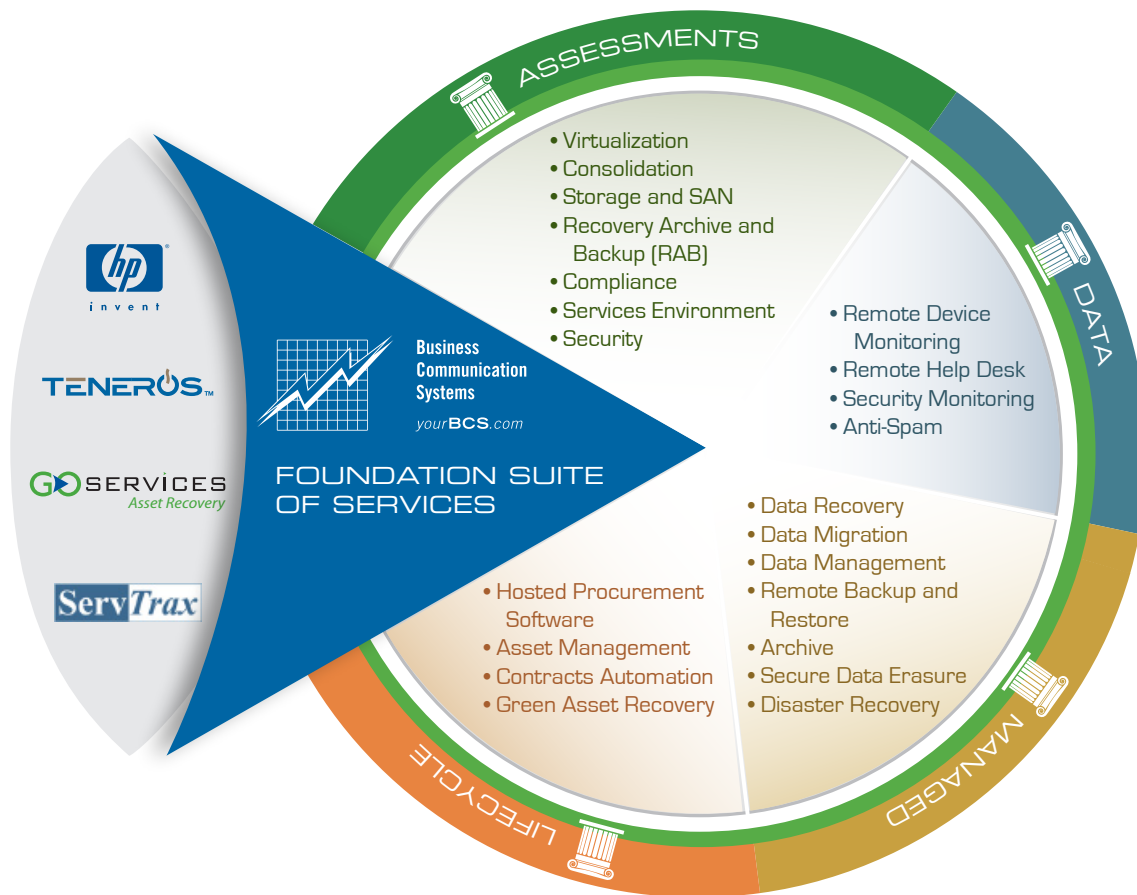 ASSESSMENTS
• Virtualization
• Consolidation
• Storage and SAN
• Recovery Archive and
Backup (RAB)
• Compliance
• Services Environment
• Security
DATA
• Remote Device
Monitoring
• Remote Help Desk
• Security Monitoring
• Anti-Spam
MANAGED
• Data Recovery
• Data Migration
• Data Management
• Remote Backup and
Restore
• Archive
• Secure Data Erasure
• Disaster Recovery
LIFECYCLE
• Hosted Procurement
Software
• Asset Management
• Contracts Automation
• Green Asset Recovery
hp®
invent
TENEROS™
GO SERVICES
Asset Recovery
ServTrax
Business
Communication
Systems
yourBCS.com
FOUNDATION SUITE
OF SERVICES